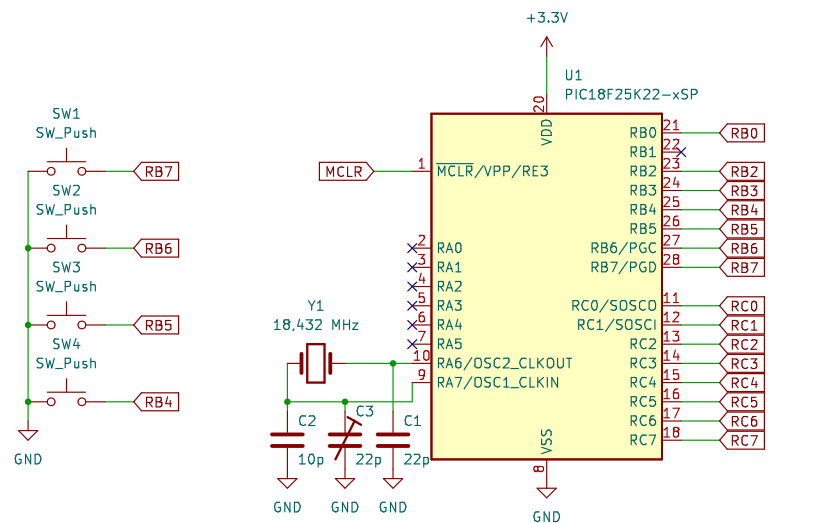 +3.3V
U1
PIC18F25K22-xSP
SW1
SW_Push
RB7
SW2
SW_Push
RB6
SW3
SW_Push
RB5
SW4
SW_Push
RB4
GND
MCLR
1
MCLR/VPP/RE3
20
VDD
2
RA0
3
RA1
4
RA2
5
RA3
6
RA4
7
RA5
10
RA6/OSC2_CLKOUT
9
RA7/OSC1_CLKIN
Y1
18,432 MHz
C2
10p
GND
C3
22p
GND
C1
22p
GND
VSS
8
GND
RB0
21
RB0
RB1
22
RB2
23
RB2
RB3
24
RB3
RB4
25
RB4
RB5
26
RB5
RB6/PGC
27
RB6
RB7/PGD
28
RB7
RC0/SOSCO
11
RC0
RC1/SOSCI
12
RC1
RC2
13
RC2
RC3
14
RC3
RC4
15
RC4
RC5
16
RC5
RC6
17
RC6
RC7
18
RC7